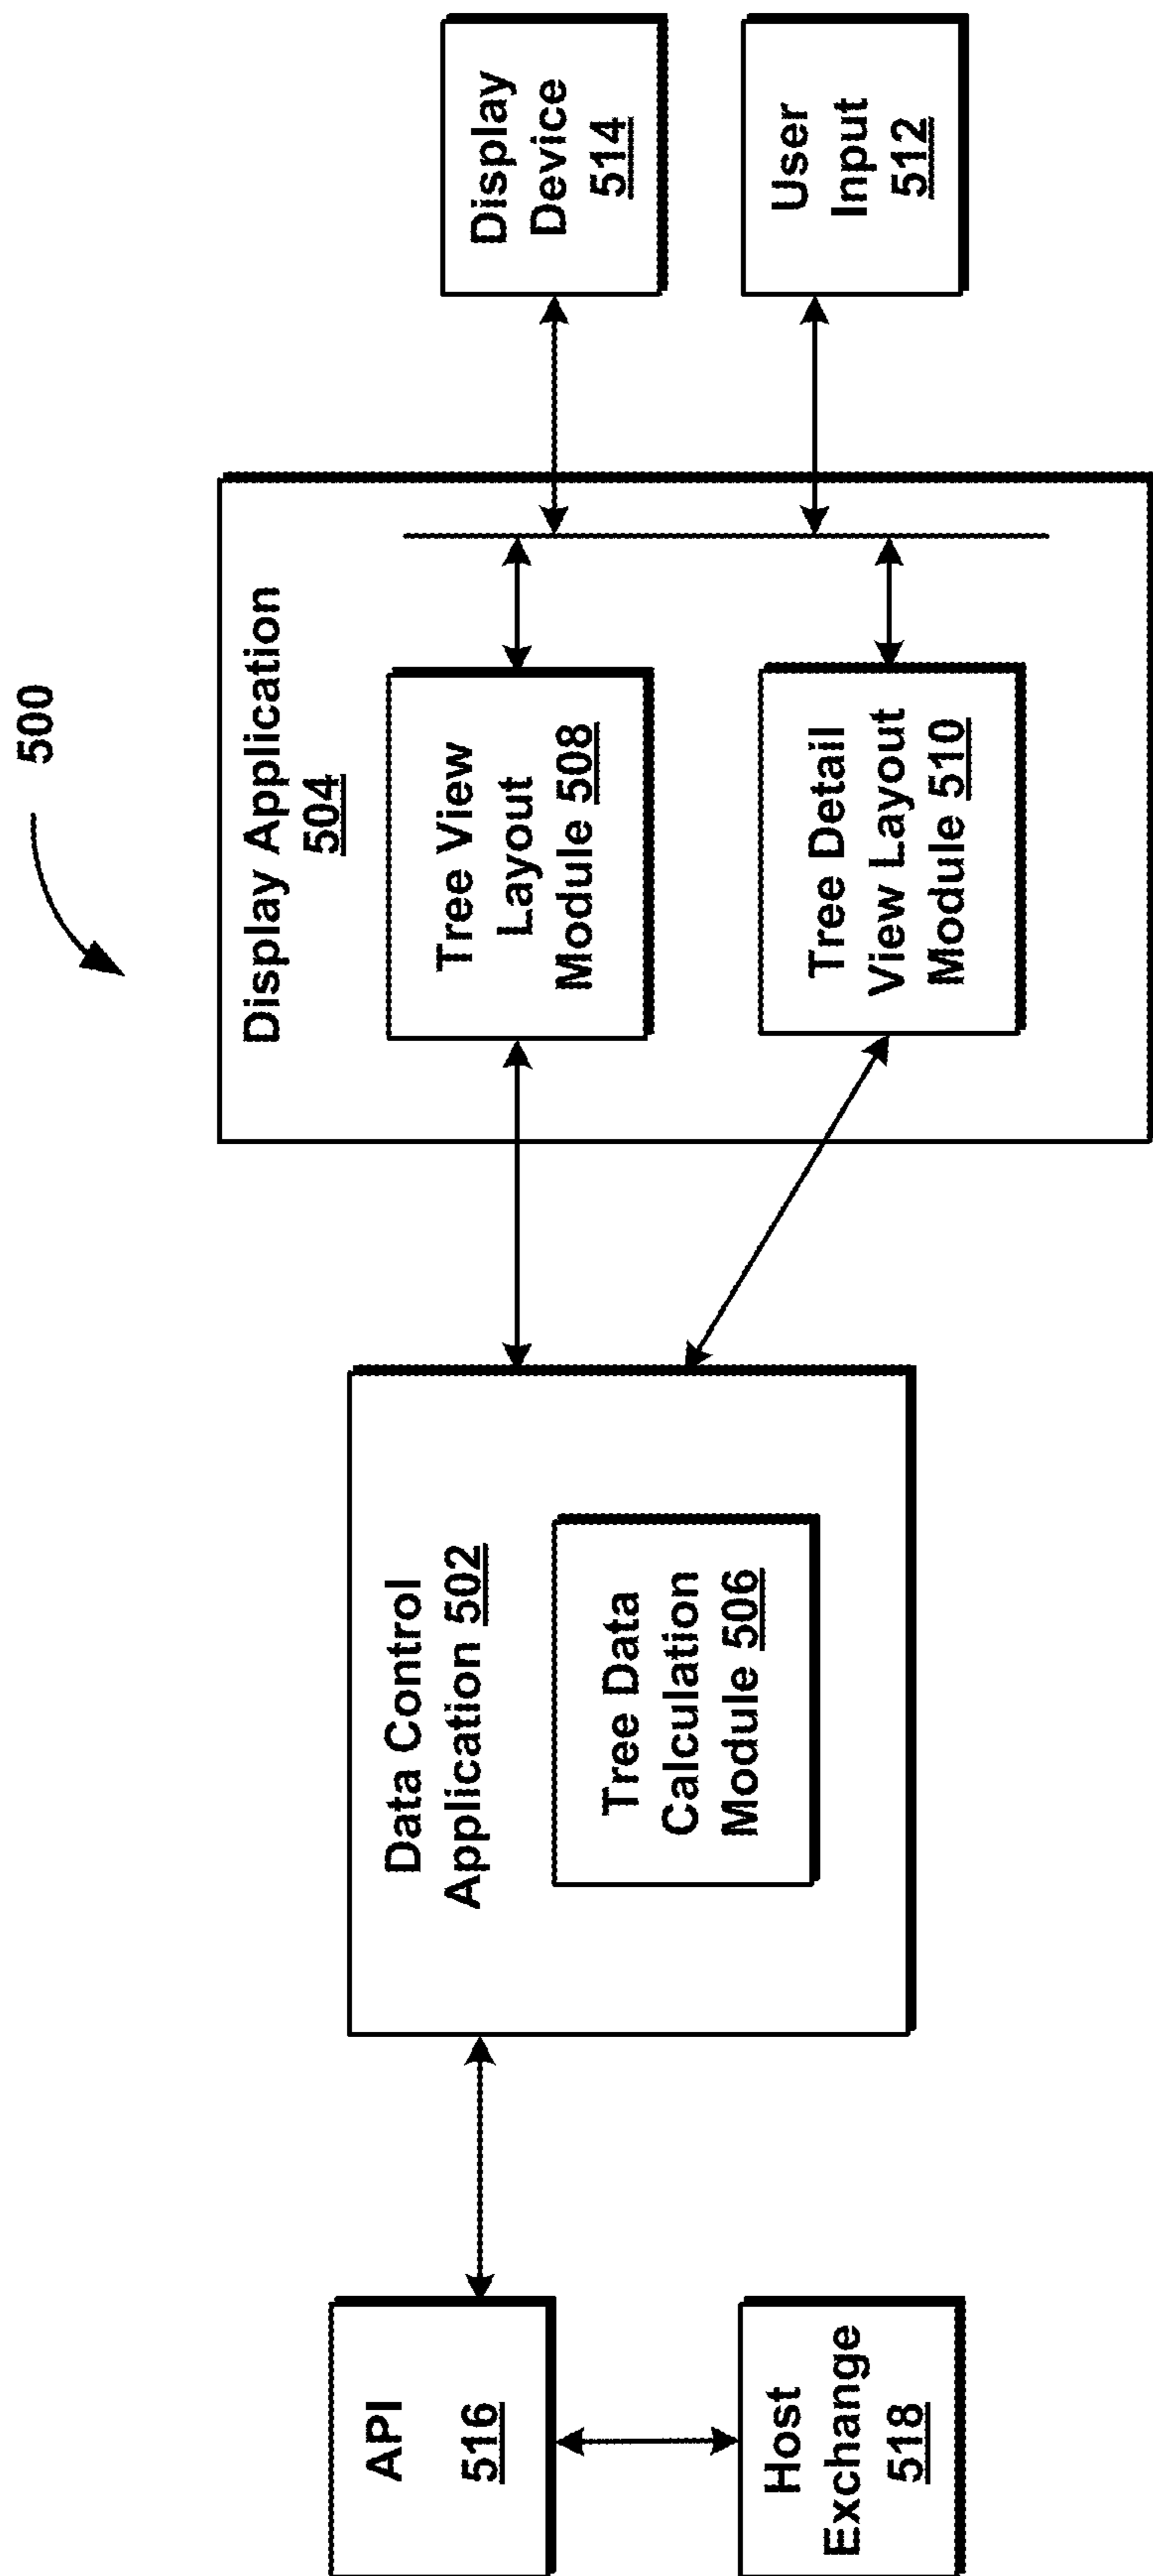 500
API
516
Host
Exchange
518
Data Control
Application 502
Tree Data
Calculation
Module 506
Display Application
504
Tree View
Layout
Module 508
Tree Detail
View Layout
Module 510
Display
Device
514
User
Input
512